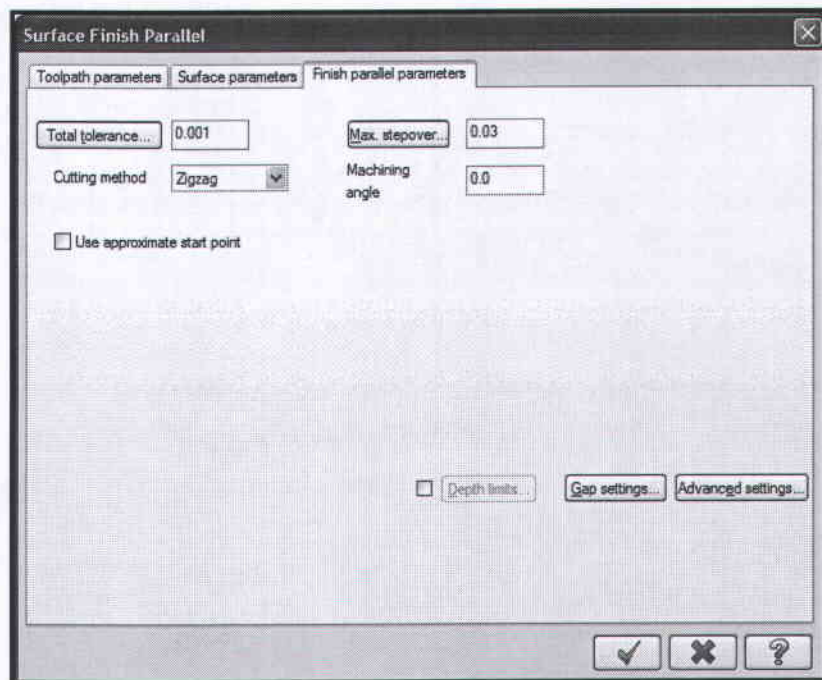 Surface Finish Parallel
Toolpath parameters Surface parameters Finish parallel parameters
Total tolerance... 0.001 Max. stepover... 0.03
Cutting method Zigzag Machining angle 0.0
Use approximate start point
Depth limits... Gap settings... Advanced settings...
?